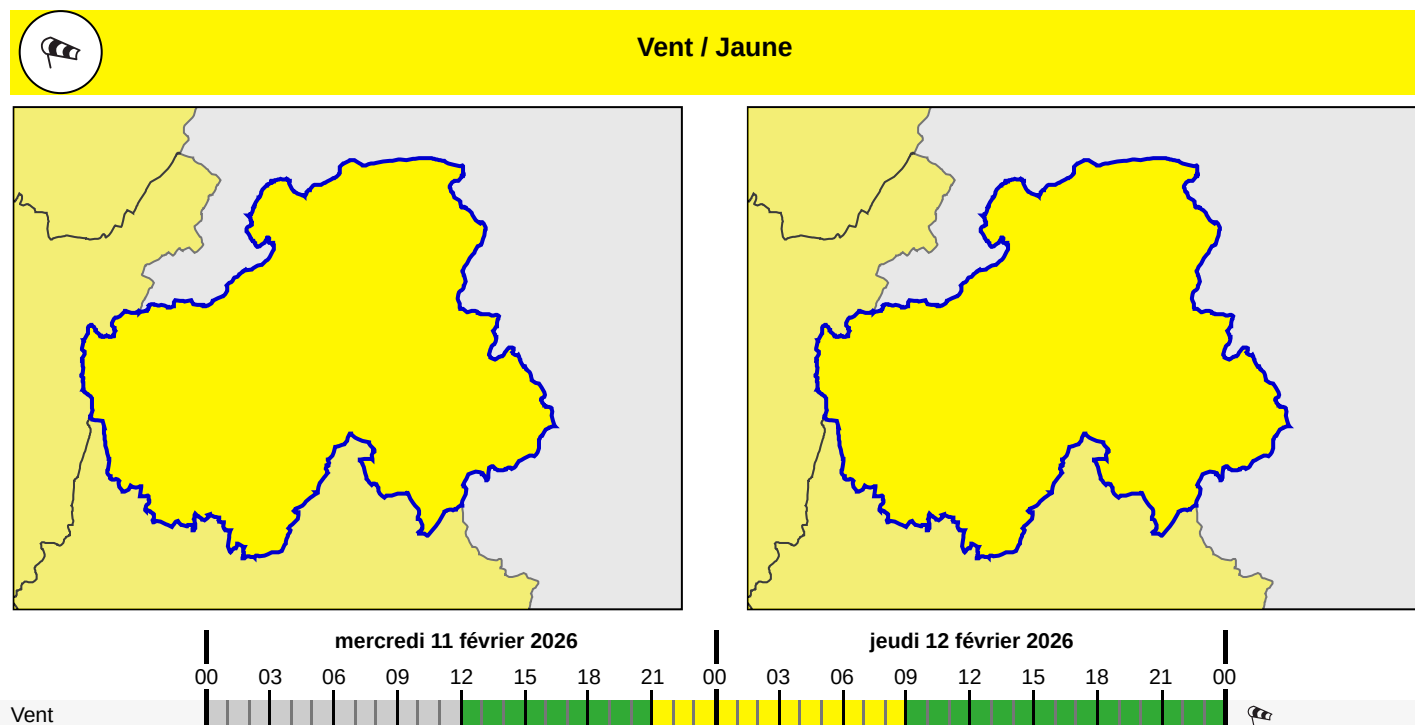 Vent / Jaune
mercredi 11 février 2026 jeudi 12 février 2026
00 03 06 09 12 15 18 21 00 03 06 09 12 15 18 21 00
Vent